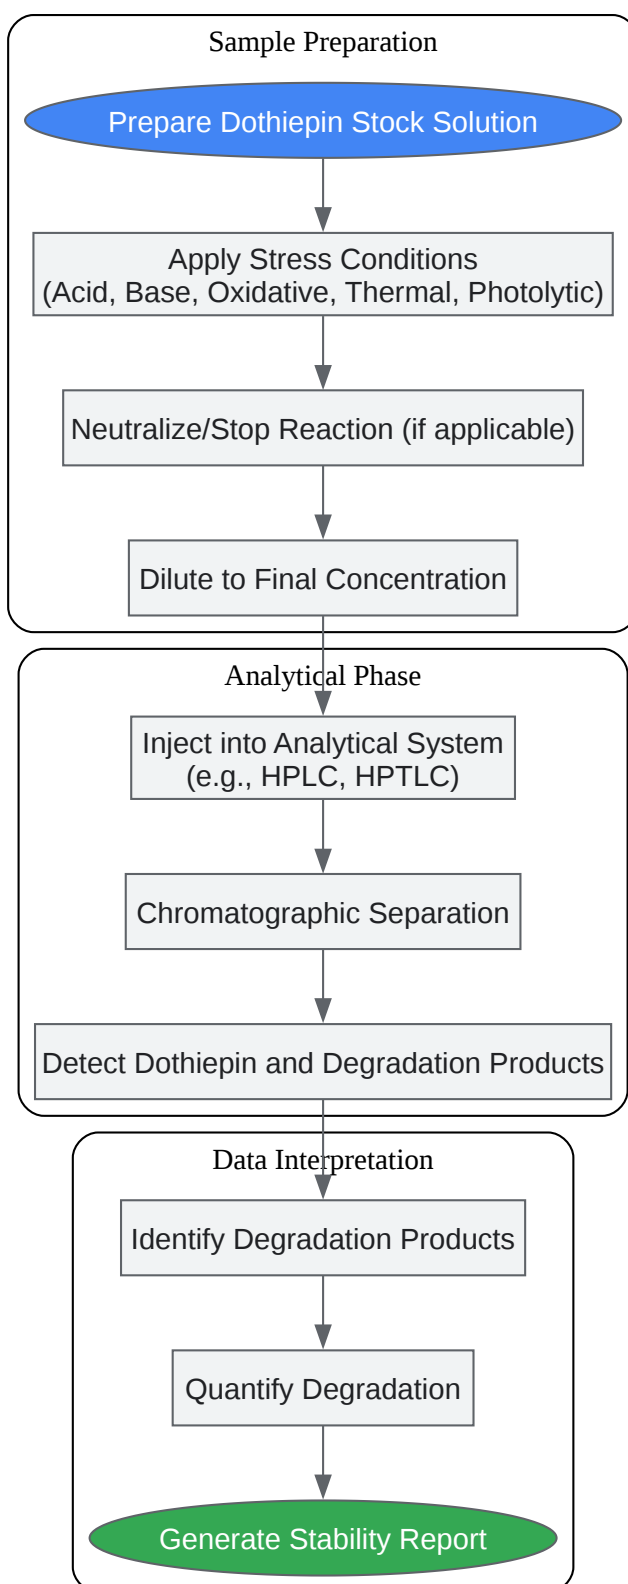 Sample Preparation
Prepare Dothiepin Stock Solution
Apply Stress Conditions
(Acid, Base, Oxidative, Thermal, Photolytic)
Neutralize/Stop Reaction (if applicable)
Dilute to Final Concentration
Analytical Phase
Inject into Analytical System
(e.g., HPLC, HPTLC)
Chromatographic Separation
Detect Dothiepin and Degradation Products
Data Interpretation
Identify Degradation Products
Quantify Degradation
Generate Stability Report